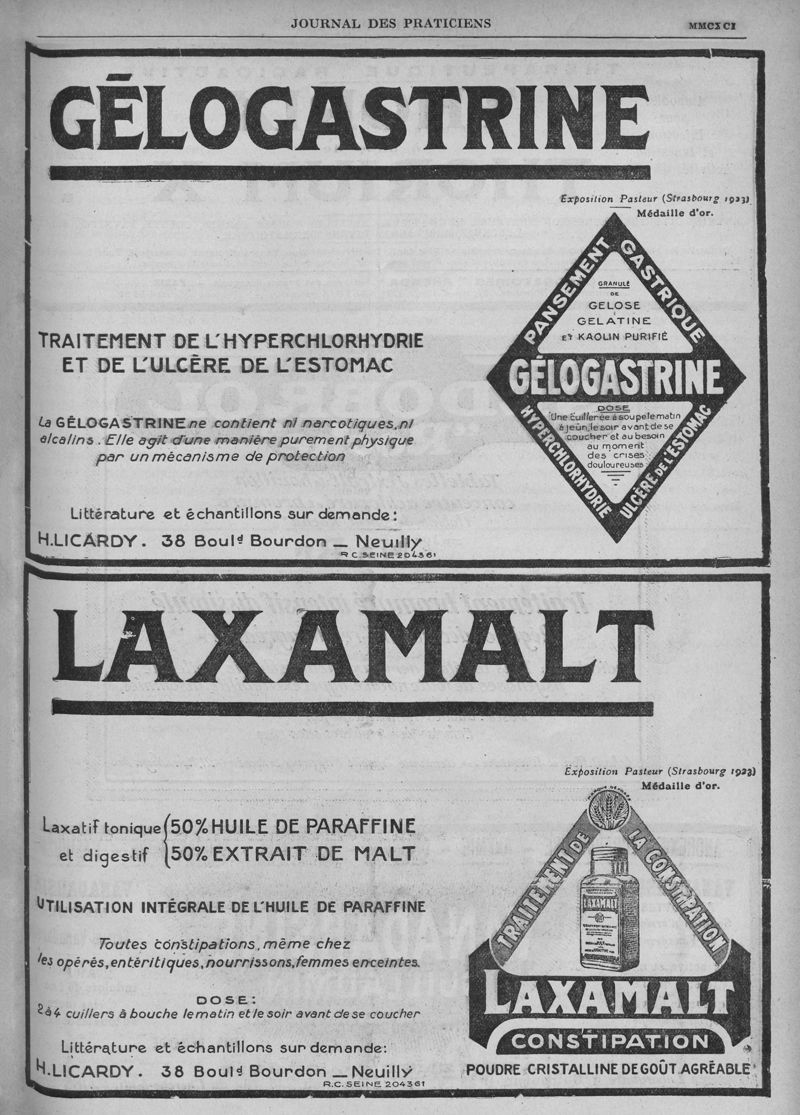 JOURNAL DES PRATICIENS
MMCXCI
GÉLOGASTRINE
Exposition Pasteur (Strasbourg 1923)
Médaille d'or.
PANSEMENT GASTRIQUE
GRANULÉ
DE
GELOSE
GELATINE
ET KAOLIN PURIFIÉ
GÉLOGASTRINE
DOSE
Une Cuillerée à soupe le matin
à jeûn, le soir avant de se
coucher et au besoin
au moment
des crises
douloureuses
HYPERCHLORHYDRIE
ULCÈRE DE L'ESTOMAC
TRAITEMENT DE L'HYPERCHLORHYDRIE
ET DE L'ULCÈRE DE L'ESTOMAC
La GÉLOGASTRINE ne contient ni narcotiques, ni
alcalins. Elle agit d'une manière purement physique
par un mécanisme de protection
Littérature et échantillons sur demande:
H. LICARDY. 38 Boulᵈ Bourdon — Neuilly
R.C. SEINE 204361
LAXAMALT
Exposition Pasteur (Strasbourg 1923)
Médaille d'or.
Laxatif tonique { 50% HUILE DE PARAFFINE
et digestif { 50% EXTRAIT DE MALT
UTILISATION INTÉGRALE DE L'HUILE DE PARAFFINE
Toutes constipations, même chez
les opérés, entéritiques, nourrissons, femmes enceintes.
DOSE:
2 à 4 cuillers à bouche le matin et le soir avant de se coucher
Littérature et échantillons sur demande:
H. LICARDY. 38 Boulᵈ Bourdon — Neuilly
R.C. SEINE 204361
TRAITEMENT DE LA CONSTIPATION
LAXAMALT
LAXAMALT
CONSTIPATION
POUDRE CRISTALLINE DE GOÛT AGRÉABLE